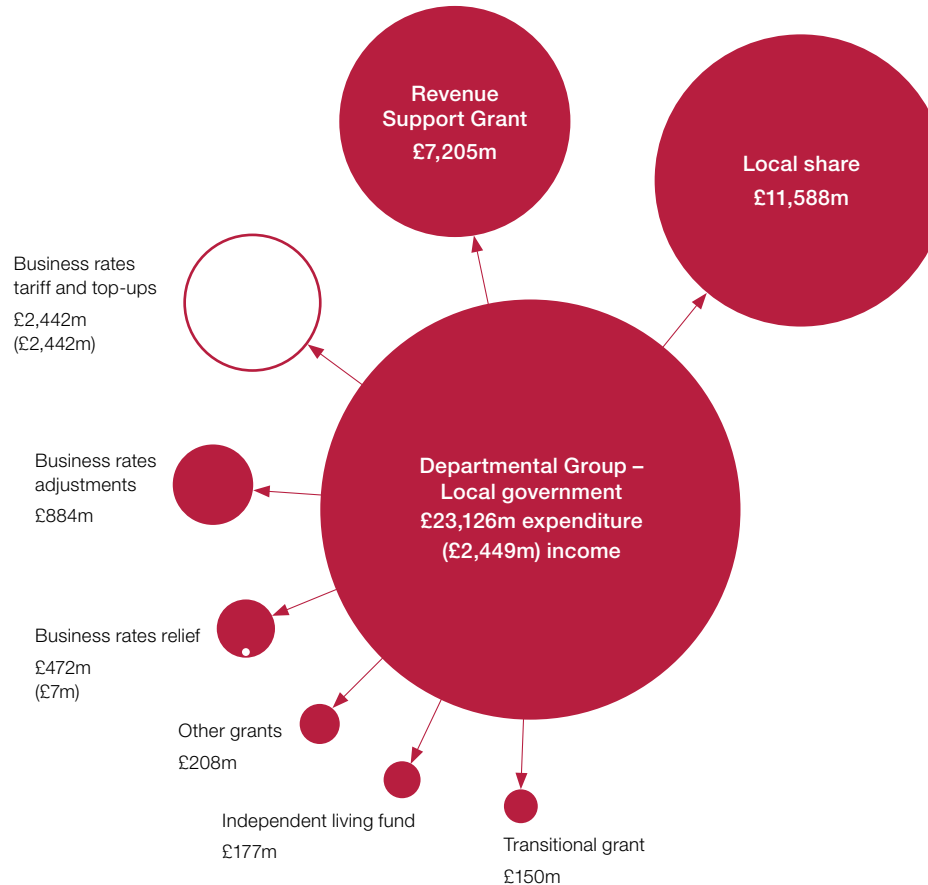 Revenue
Support Grant
£7,205m
Local share
£11,588m
Business rates
tariff and top-ups
£2,442m
(£2,442m)
Business rates
adjustments
£884m
Departmental Group –
Local government
£23,126m expenditure
(£2,449m) income
Business rates relief
£472m
(£7m)
Other grants
£208m
Independent living fund
£177m
Transitional grant
£150m